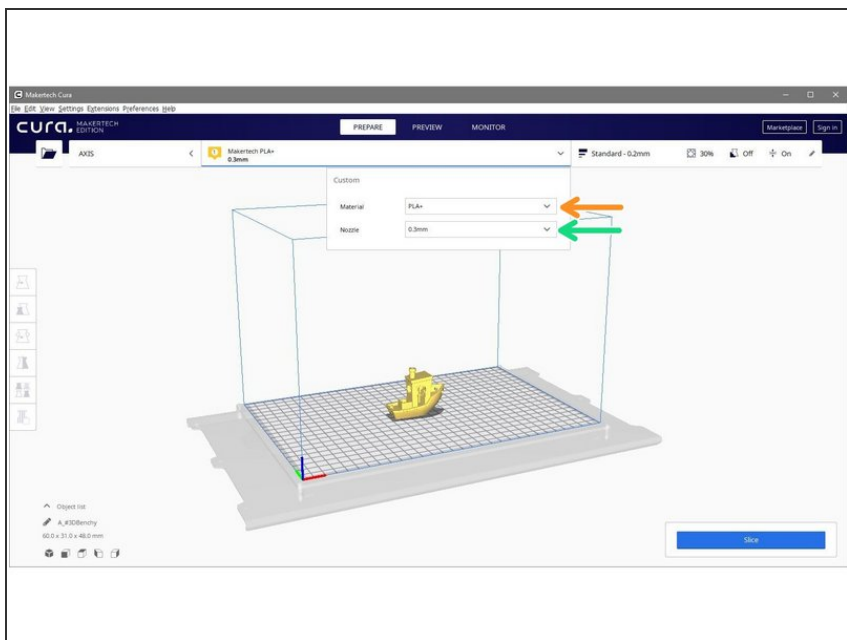 Makertech Cura
File Edit View Settings Extensions Preferences Help
cura. MAKERTECH EDITION
PREPARE PREVIEW MONITOR
Marketplace Sign in
AXIS
Makertech PLA+
0.3mm
Standard - 0.2mm 30% Off On
Custom
Material PLA+
Nozzle 0.3mm
Object list
A_#3DBenchy
60.0 x 31.0 x 48.0 mm
Slice